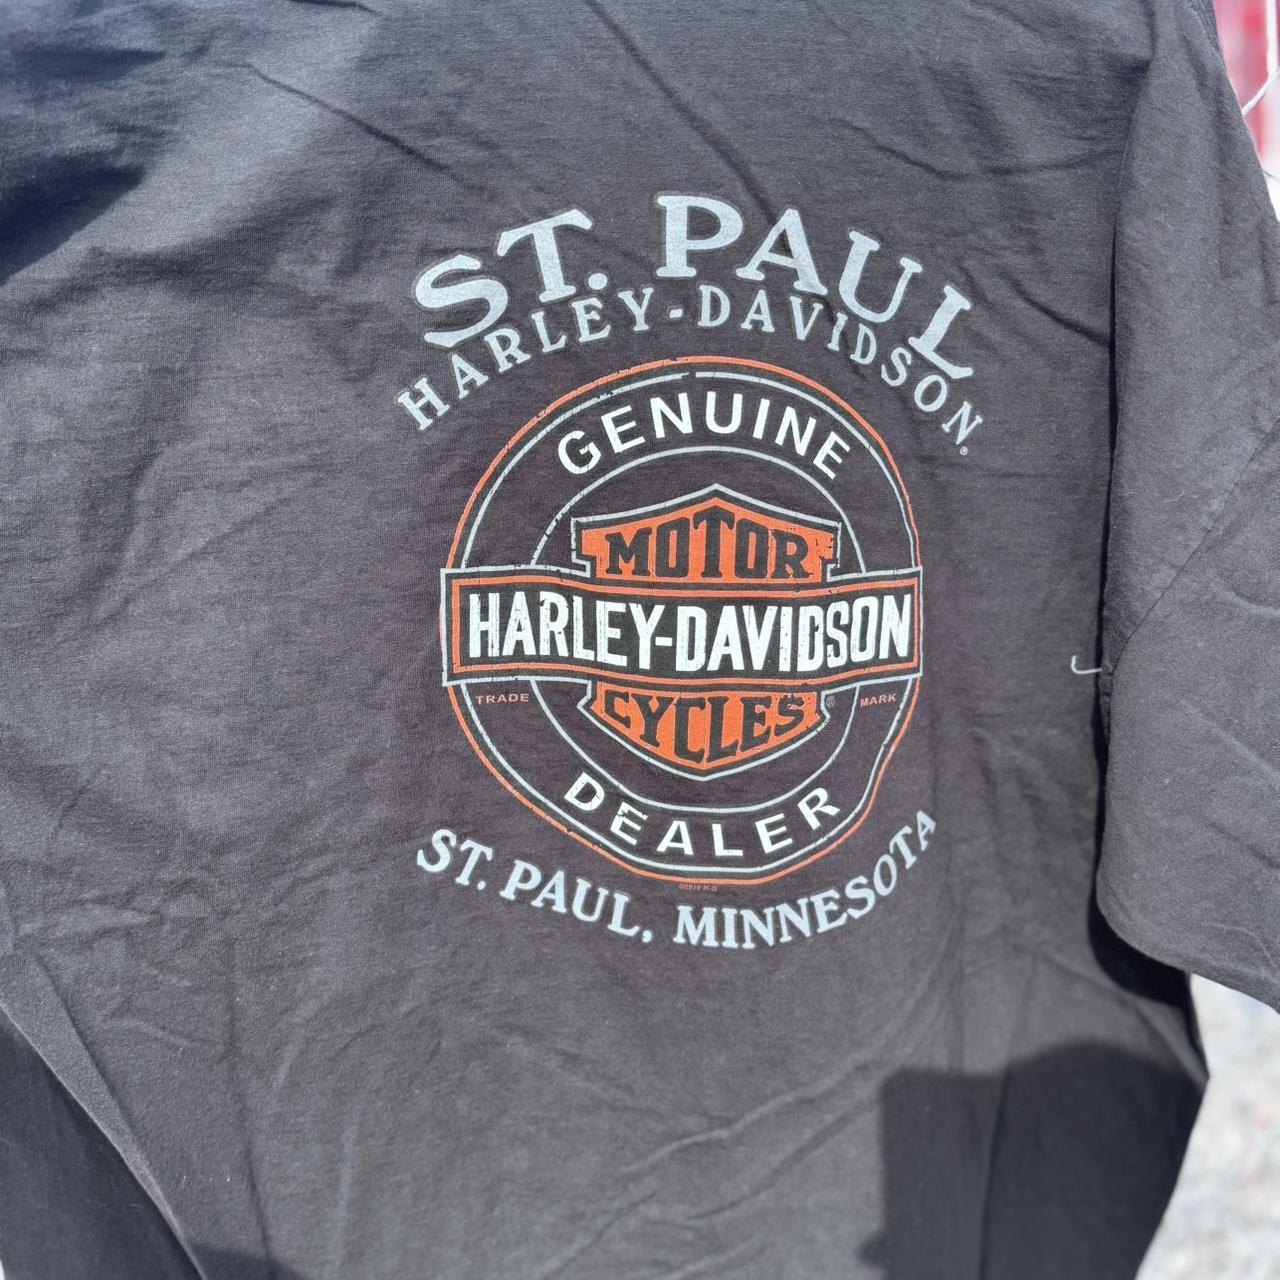 ST. PAUL
HARLEY-DAVIDSON®
GENUINE
MOTOR
HARLEY-DAVIDSON
TRADE MARK
CYCLES®
DEALER
ST. PAUL, MINNESOTA